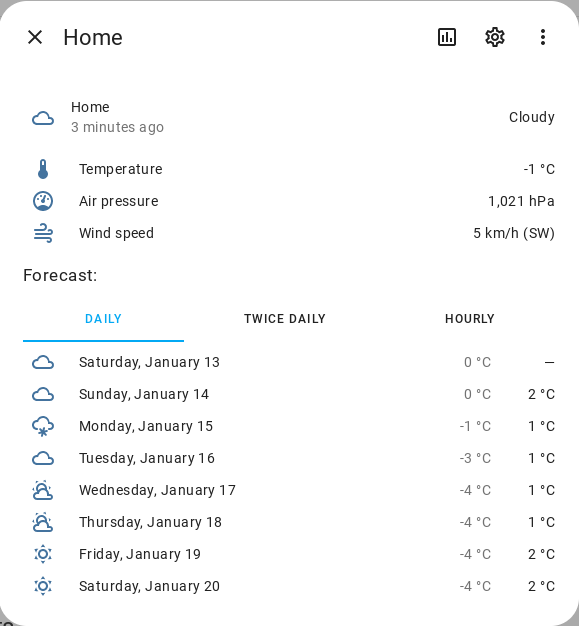 Home
Home
3 minutes ago
Cloudy
Temperature -1 °C
Air pressure 1,021 hPa
Wind speed 5 km/h (SW)
Forecast:
DAILY TWICE DAILY HOURLY
Saturday, January 13 0 °C —
Sunday, January 14 0 °C 2 °C
Monday, January 15 -1 °C 1 °C
Tuesday, January 16 -3 °C 1 °C
Wednesday, January 17 -4 °C 1 °C
Thursday, January 18 -4 °C 1 °C
Friday, January 19 -4 °C 2 °C
Saturday, January 20 -4 °C 2 °C